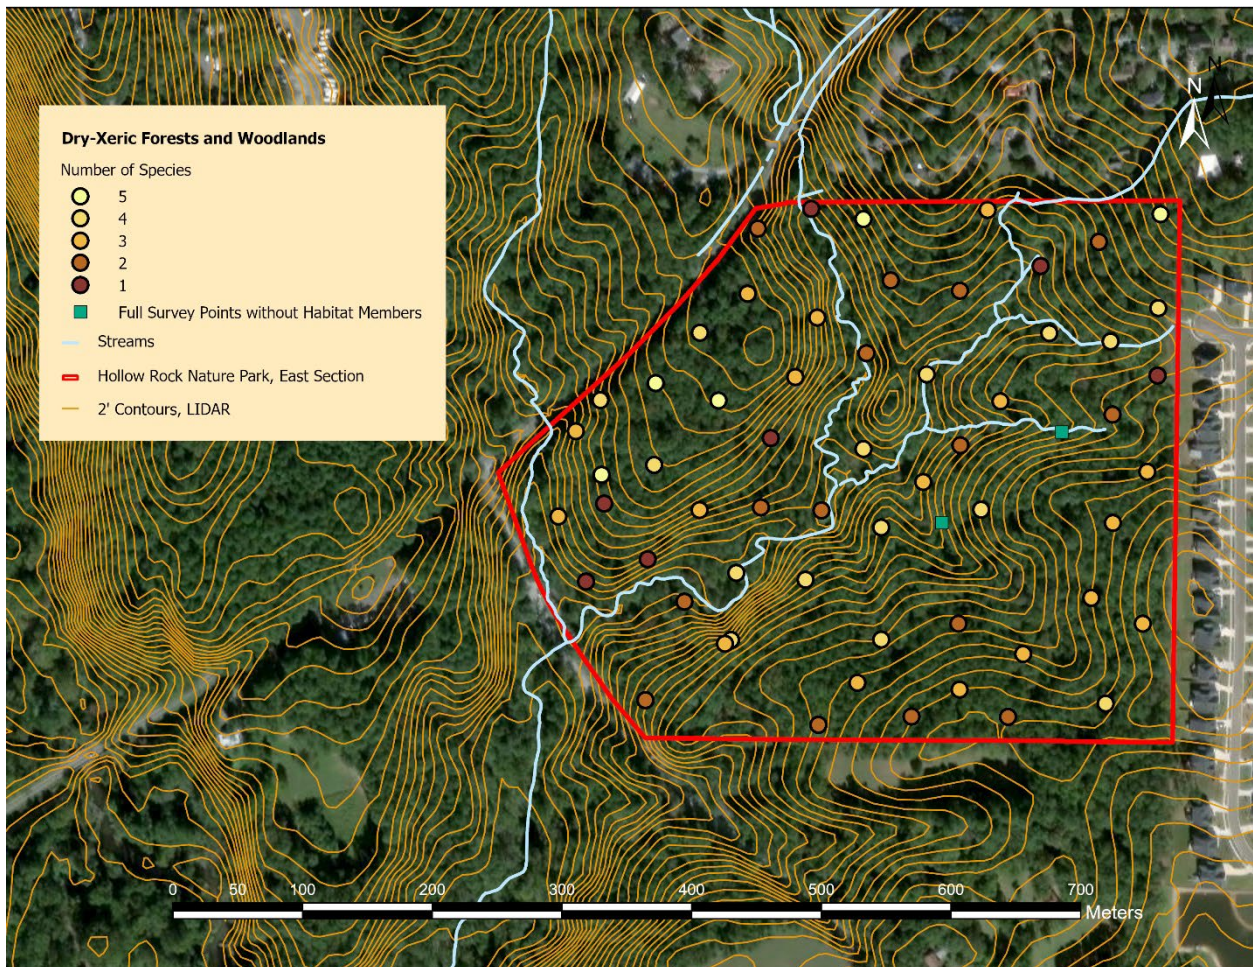 N
N
Dry-Xeric Forests and Woodlands
Number of Species
5
4
3
2
1
Full Survey Points without Habitat Members
Streams
Hollow Rock Nature Park, East Section
2' Contours, LIDAR
0 50 100 200 300 400 500 600 700
Meters